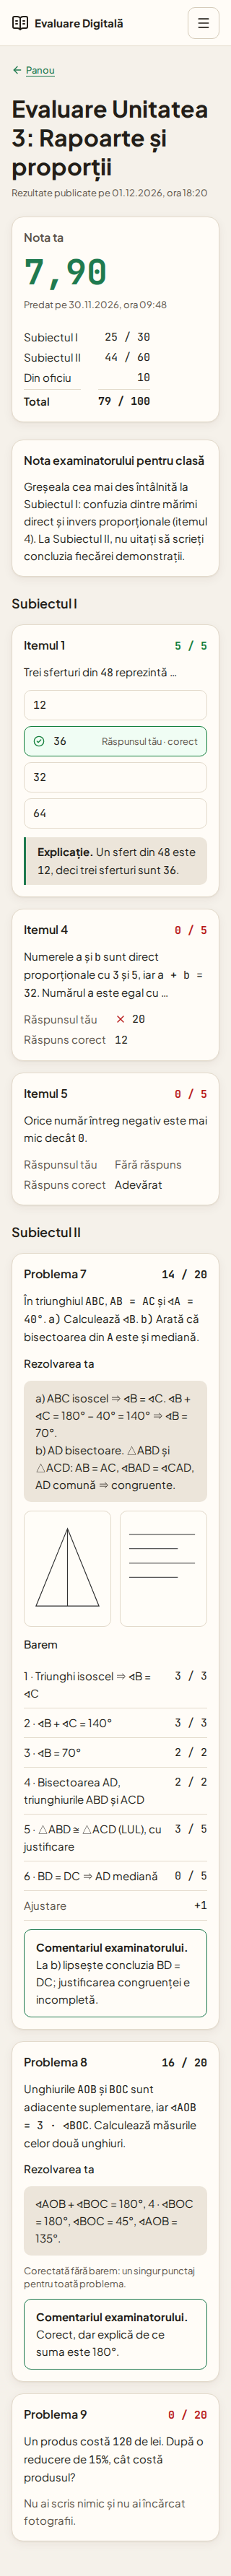 Evaluare Digitală
← Panou
Evaluare Unitatea
3: Rapoarte și
proporții
Rezultate publicate pe 01.12.2026, ora 18:20
Nota ta
7,90
Predat pe 30.11.2026, ora 09:48
Subiectul I 25 / 30
Subiectul II 44 / 60
Din oficiu 10
Total 79 / 100
Nota examinatorului pentru clasă
Greșeala cea mai des întâlnită la
Subiectul I: confuzia dintre mărimi
direct și invers proporționale (itemul
4). La Subiectul II, nu uitați să scrieți
concluzia fiecărei demonstrații.
Subiectul I
Itemul 1 5 / 5
Trei sferturi din 48 reprezintă …
12
36 Răspunsul tău · corect
32
64
Explicație. Un sfert din 48 este
12, deci trei sferturi sunt 36.
Itemul 4 0 / 5
Numerele a și b sunt direct
proporționale cu 3 și 5, iar a + b =
32. Numărul a este egal cu …
Răspunsul tău × 20
Răspuns corect 12
Itemul 5 0 / 5
Orice număr întreg negativ este mai
mic decât 0.
Răspunsul tău Fără răspuns
Răspuns corect Adevărat
Subiectul II
Problema 7 14 / 20
În triunghiul ABC, AB = AC și ∢A =
40°. a) Calculează ∢B. b) Arată că
bisectoarea din A este și mediană.
Rezolvarea ta
a) ABC isoscel ⇒ ∢B = ∢C. ∢B +
∢C = 180° − 40° = 140° ⇒ ∢B =
70°.
b) AD bisectoare. △ABD și
△ACD: AB = AC, ∢BAD = ∢CAD,
AD comună ⇒ congruente.
Barem
1 · Triunghi isoscel ⇒ ∢B = 3 / 3
∢C
2 · ∢B + ∢C = 140° 3 / 3
3 · ∢B = 70° 2 / 2
4 · Bisectoarea AD, 2 / 2
triunghiurile ABD și ACD
5 · △ABD ≅ △ACD (LUL), cu 3 / 5
justificare
6 · BD = DC ⇒ AD mediană 0 / 5
Ajustare +1
Comentariul examinatorului.
La b) lipsește concluzia BD =
DC; justificarea congruenței e
incompletă.
Problema 8 16 / 20
Unghiurile AOB și BOC sunt
adiacente suplementare, iar ∢AOB
= 3 · ∢BOC. Calculează măsurile
celor două unghiuri.
Rezolvarea ta
∢AOB + ∢BOC = 180°, 4 · ∢BOC
= 180°, ∢BOC = 45°, ∢AOB =
135°.
Corectată fără barem: un singur punctaj
pentru toată problema.
Comentariul examinatorului.
Corect, dar explică de ce
suma este 180°.
Problema 9 0 / 20
Un produs costă 120 de lei. După o
reducere de 15%, cât costă
produsul?
Nu ai scris nimic și nu ai încărcat
fotografii.